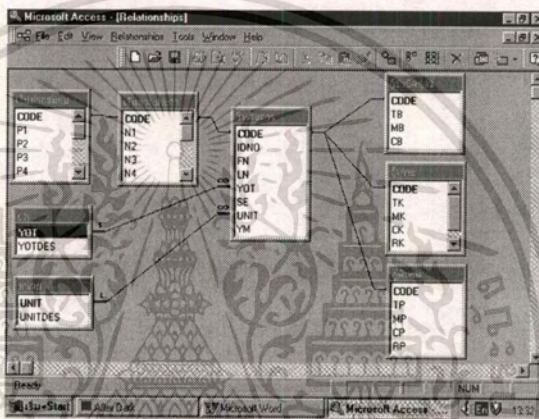 Microsoft Access - [Relationships]
File Edit View Relationships Tools Window Help
CODE
P1
P2
P3
P4
CODE
N1
N2
N3
N4
CODE
IDNO
FN
LN
YOT
SE
UNIT
YM
CODE
TB
MB
CB
YOT
YOTDES
CODE
TK
MK
CK
RK
UNIT
UNITDES
CODE
TP
MP
CP
RP
Ready
NUM
Start
After Dark
Microsoft Word
Microsoft Access